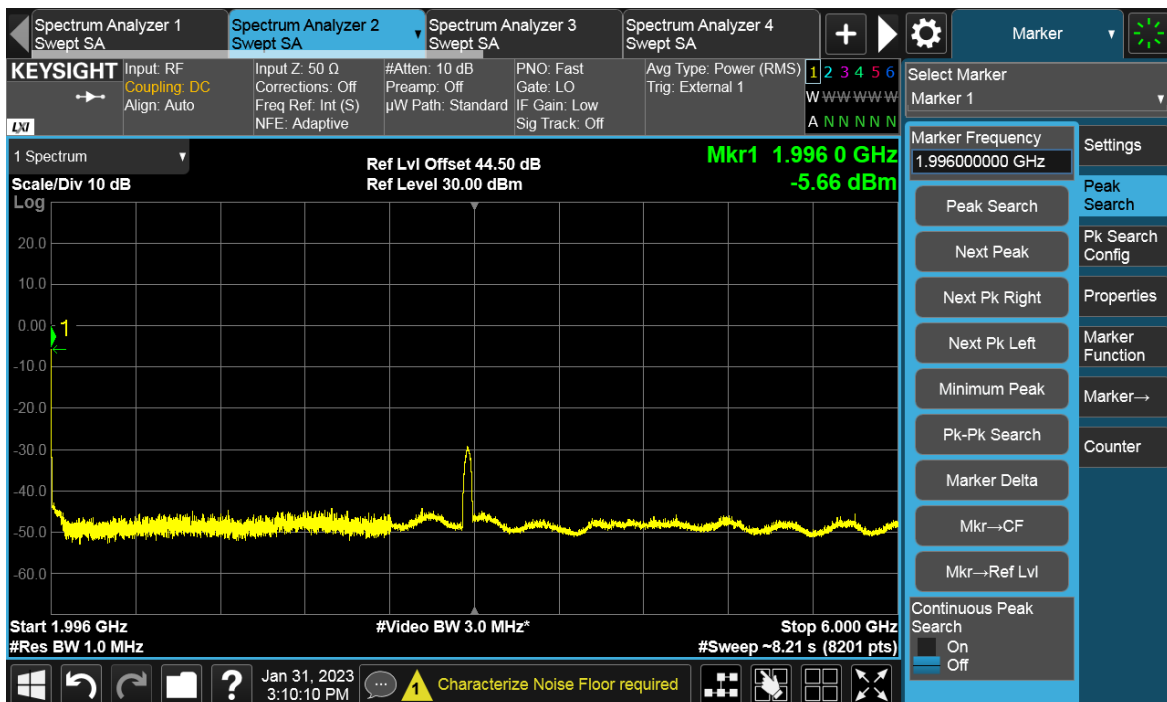 Spectrum Analyzer 1
Swept SA
Spectrum Analyzer 2
Swept SA
Spectrum Analyzer 3
Swept SA
Spectrum Analyzer 4
Swept SA
+
Marker
KEYSIGHT
LXI
Input: RF
Coupling: DC
Align: Auto
Input Z: 50 Ω
Corrections: Off
Freq Ref: Int (S)
NFE: Adaptive
#Atten: 10 dB
Preamp: Off
µW Path: Standard
PNO: Fast
Gate: LO
IF Gain: Low
Sig Track: Off
Avg Type: Power (RMS)
Trig: External 1
1 2 3 4 5 6
W W W W W W
A N N N N N
Select Marker
Marker 1
1 Spectrum
Scale/Div 10 dB
Log
Ref Lvl Offset 44.50 dB
Ref Level 30.00 dBm
Mkr1 1.996 0 GHz
-5.66 dBm
20.0
10.0
0.00
-10.0
-20.0
-30.0
-40.0
-50.0
-60.0
1
Start 1.996 GHz
#Res BW 1.0 MHz
#Video BW 3.0 MHz*
Stop 6.000 GHz
#Sweep ~8.21 s (8201 pts)
Marker Frequency
1.996000000 GHz
Peak Search
Next Peak
Next Pk Right
Next Pk Left
Minimum Peak
Pk-Pk Search
Marker Delta
Mkr→CF
Mkr→Ref Lvl
Continuous Peak
Search
On
Off
Settings
Peak
Search
Pk Search
Config
Properties
Marker
Function
Marker→
Counter
?
Jan 31, 2023
3:10:10 PM
1
Characterize Noise Floor required